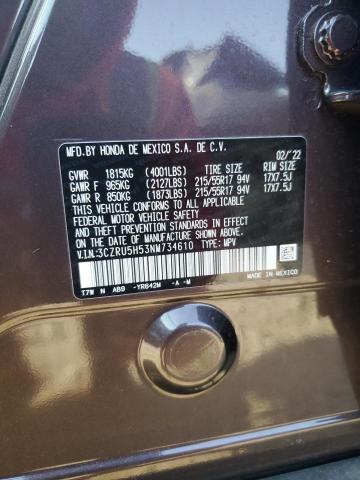 MFD.BY HONDA DE MEXICO S.A. DE C.V.
02/'22
GVWR 1815KG (4001LBS) TIRE SIZE RIM SIZE
GAWR F 965KG (2127LBS) 215/55R17 94V 17X7.5J
GAWR R 850KG (1873LBS) 215/55R17 94V 17X7.5J
THIS VEHICLE CONFORMS TO ALL APPLICABLE
FEDERAL MOTOR VEHICLE SAFETY AND THEFT
PREVENTION STANDARDS IN EFFECT ON THE DATE
OF MANUFACTURE SHOWN ABOVE.
V.I.N:3CZRU5H53NM734610 TYPE: MPV
T7W N AB9 -YR642M -A -M
MADE IN MEXICO